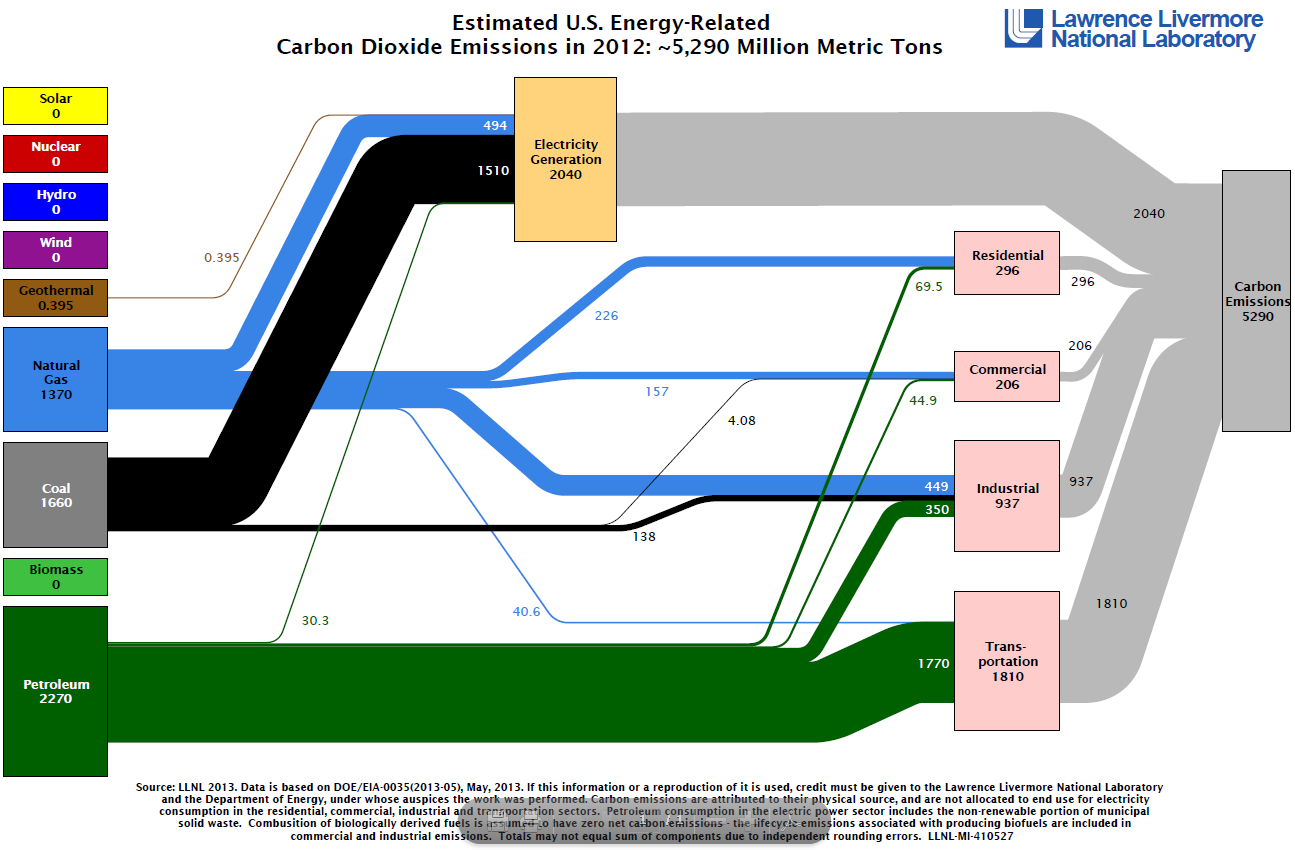 Estimated U.S. Energy-Related
Carbon Dioxide Emissions in 2012: ~5,290 Million Metric Tons
Lawrence Livermore
National Laboratory
Solar
0
Nuclear
0
Hydro
0
Wind
0
Geothermal
0.395
Natural
Gas
1370
Coal
1660
Biomass
0
Petroleum
2270
0.395
494
1510
Electricity
Generation
2040
226
157
4.08
138
40.6
30.3
69.5
44.9
449
350
1770
Residential
296
Commercial
206
Industrial
937
Trans-
portation
1810
2040
296
206
937
1810
Carbon
Emissions
5290
Source: LLNL 2013. Data is based on DOE/EIA-0035(2013-05), May, 2013. If this information or a reproduction of it is used, credit must be given to the Lawrence Livermore National Laboratory
and the Department of Energy, under whose auspices the work was performed. Carbon emissions are attributed to their physical source, and are not allocated to end use for electricity
consumption in the residential, commercial, industrial and transportation sectors. Petroleum consumption in the electric power sector includes the non-renewable portion of municipal
solid waste. Combusition of biologically derived fuels is assumed to have zero net carbon emissions - the lifecycle emissions associated with producing biofuels are included in
commercial and industrial emissions. Totals may not equal sum of components due to independent rounding errors. LLNL-MI-410527